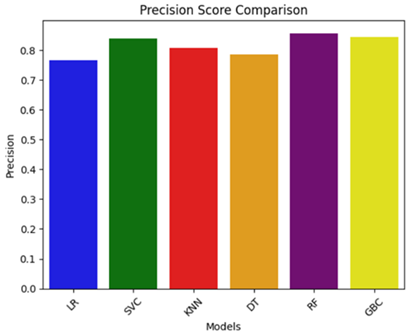 Precision Score Comparison
Precision
0.8
0.7
0.6
0.5
0.4
0.3
0.2
0.1
0.0
LR
SVC
KNN
DT
RF
GBC
Models